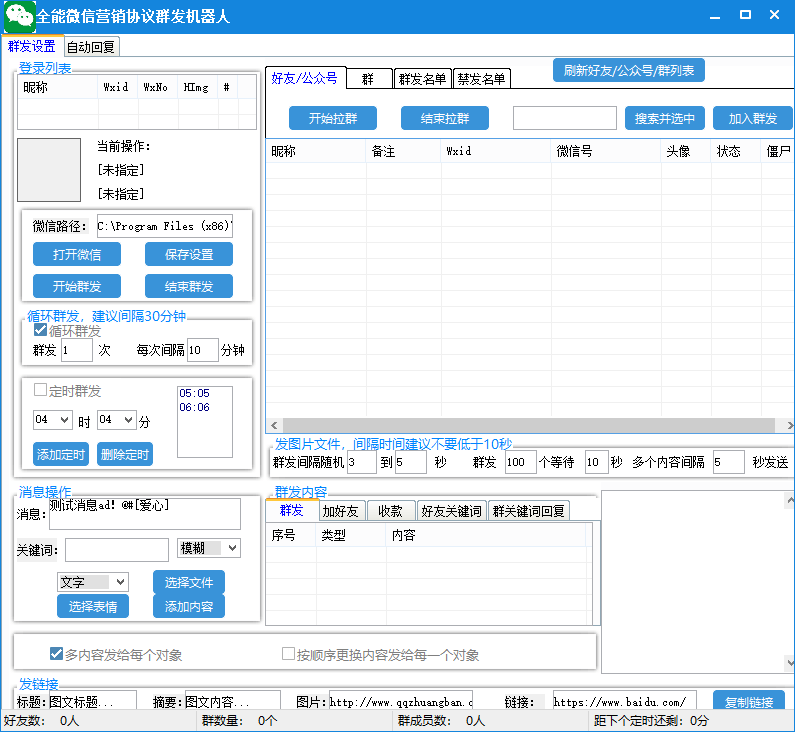 全能微信营销协议群发机器人
群发设置 自动回复
登录列表
昵称 Wxid WxNo HImg #
当前操作:
[未指定]
[未指定]
微信路径: C:\Program Files (x86)
打开微信 保存设置
开始群发 结束群发
循环群发，建议间隔30分钟
循环群发
群发 1 次 每次间隔 10 分钟
定时群发
04 时 04 分
05:05
06:06
添加定时 删除定时
好友/公众号 群 群发名单 禁发名单 刷新好友/公众号/群列表
开始拉群 结束拉群 搜索并选中 加入群发
昵称 备注 Wxid 微信号 头像 状态 僵尸
发图片文件，间隔时间建议不要低于10秒
群发间隔随机 3 到 5 秒 群发 100 个等待 10 秒 多个内容间隔 5 秒发送
消息操作
消息: 测试消息ad! @#[爱心]
关键词: 模糊
文字 选择文件
选择表情 添加内容
群发内容
群发 加好友 收款 好友关键词 群关键词回复
序号 类型 内容
多内容发给每个对象 按顺序更换内容发给每一个对象
发链接
标题: 图文标题... 摘要: 图文内容... 图片: http://www.qqzhuangban.c 链接: https://www.baidu.com/ 复制链接
好友数: 0人 群数量: 0个 群成员数: 0人 距下个定时还剩: 0分